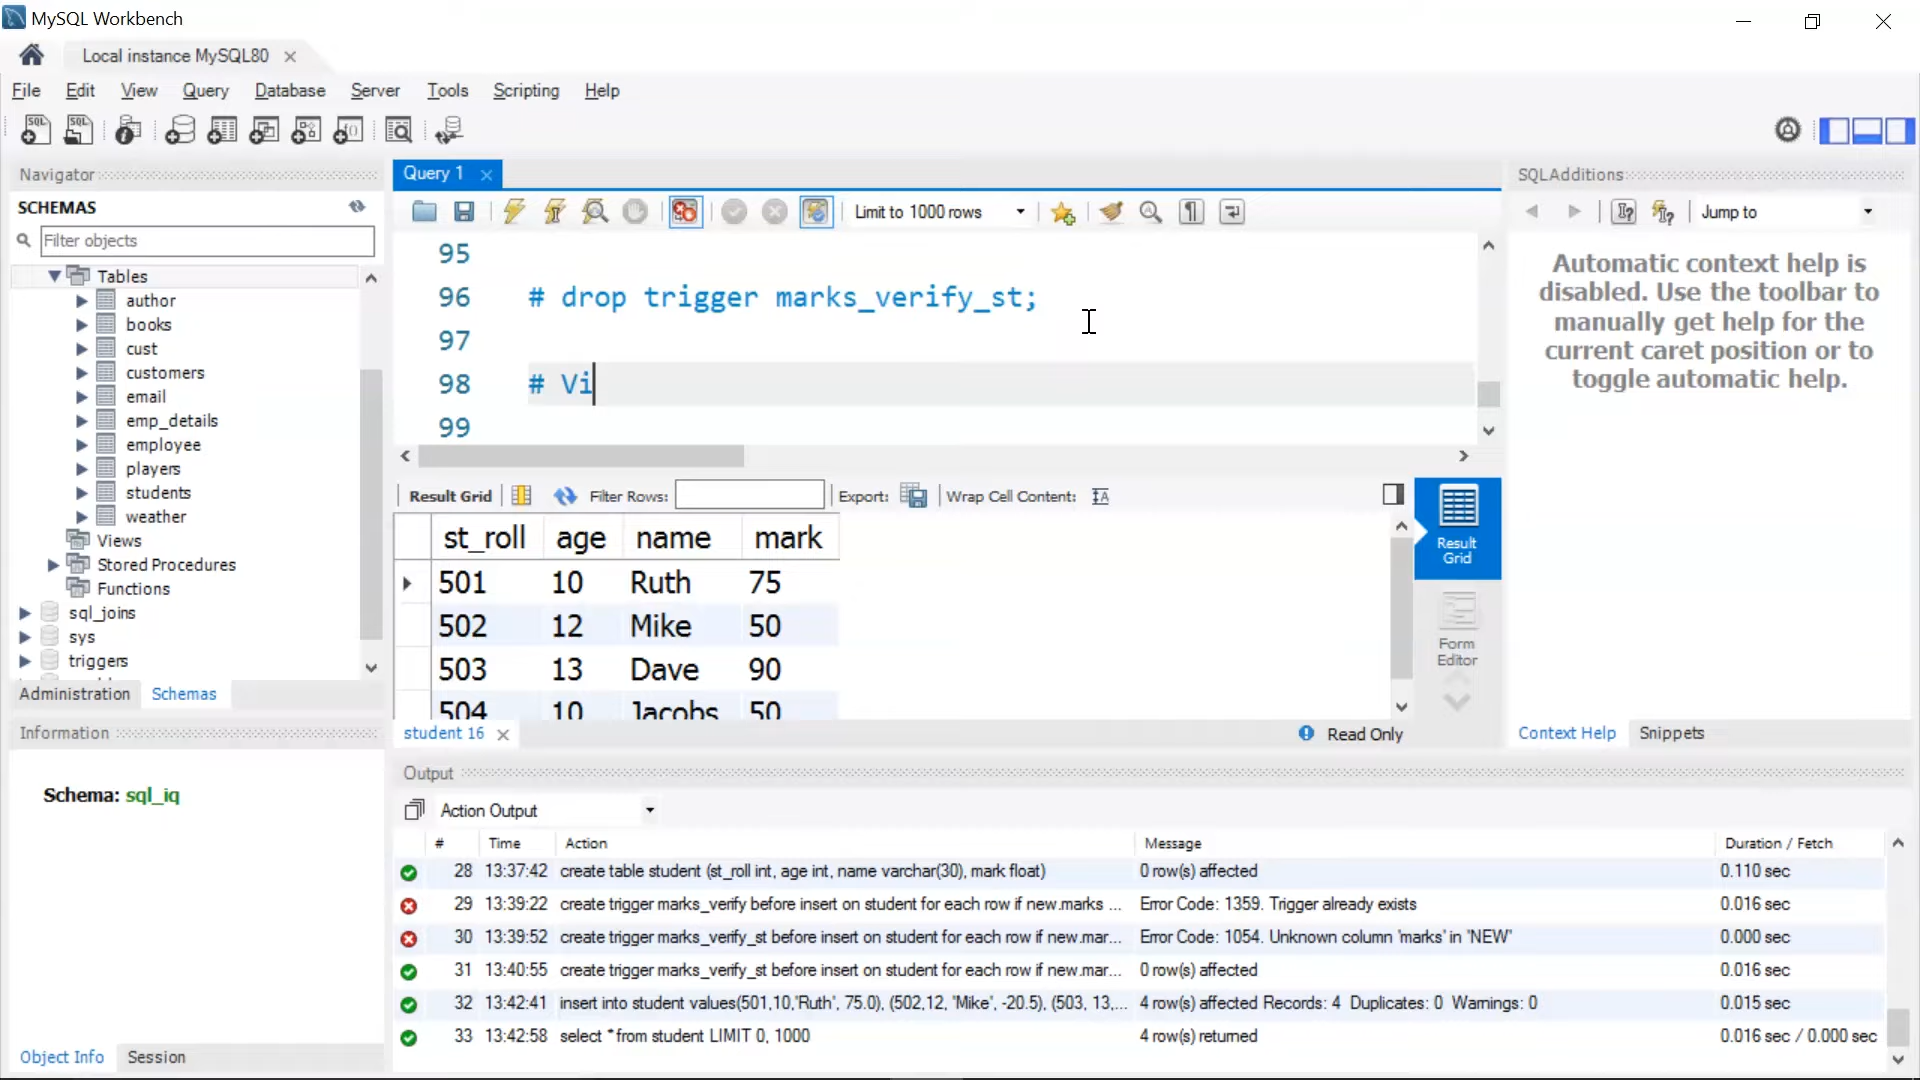 MySQL Workbench
Local instance MySQL80
File Edit View Query Database Server Tools Scripting Help
Navigator
SCHEMAS
Filter objects
Tables
author
books
cust
customers
email
emp_details
employee
players
students
weather
Views
Stored Procedures
Functions
sql_joins
sys
triggers
Administration Schemas
Information
Schema: sql_iq
Object Info Session
Query 1
Limit to 1000 rows
95
96 # drop trigger marks_verify_st;
97
98 # Vi
99
Result Grid Filter Rows: Export: Wrap Cell Content:
st_roll age name mark
501 10 Ruth 75
502 12 Mike 50
503 13 Dave 90
504 10 Jacobs 50
Result Grid
Form Editor
student 16
Read Only
SQLAdditions
Jump to
Automatic context help is
disabled. Use the toolbar to
manually get help for the
current caret position or to
toggle automatic help.
Context Help Snippets
Output
Action Output
# Time Action Message Duration / Fetch
28 13:37:42 create table student (st_roll int, age int, name varchar(30), mark float) 0 row(s) affected 0.110 sec
29 13:39:22 create trigger marks_verify before insert on student for each row if new.marks ... Error Code: 1359. Trigger already exists 0.016 sec
30 13:39:52 create trigger marks_verify_st before insert on student for each row if new.mar... Error Code: 1054. Unknown column 'marks' in 'NEW' 0.000 sec
31 13:40:55 create trigger marks_verify_st before insert on student for each row if new.mar... 0 row(s) affected 0.016 sec
32 13:42:41 insert into student values(501,10,'Ruth', 75.0), (502,12, 'Mike', -20.5), (503, 13,... 4 row(s) affected Records: 4 Duplicates: 0 Warnings: 0 0.015 sec
33 13:42:58 select * from student LIMIT 0, 1000 4 row(s) returned 0.016 sec / 0.000 sec